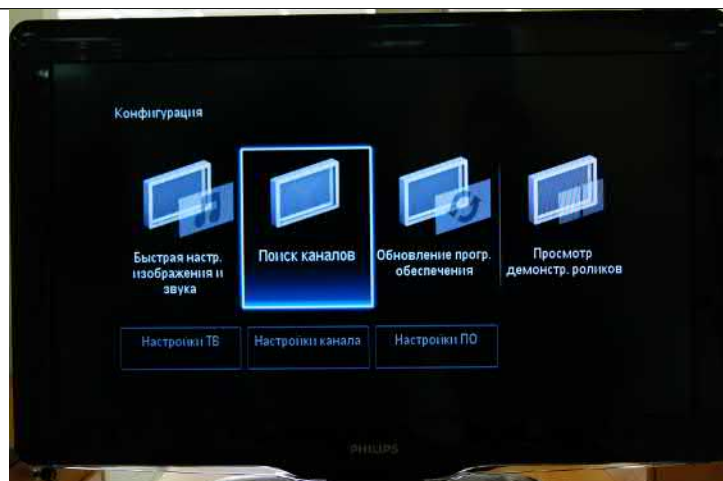 Конфигурация
Быстрая настр.
изображения и
звука
Поиск каналов
Обновление прогр.
обеспечения
Просмотр
демонстр. роликов
Настройки ТВ
Настройки канала
Настройки ПО
PHILIPS